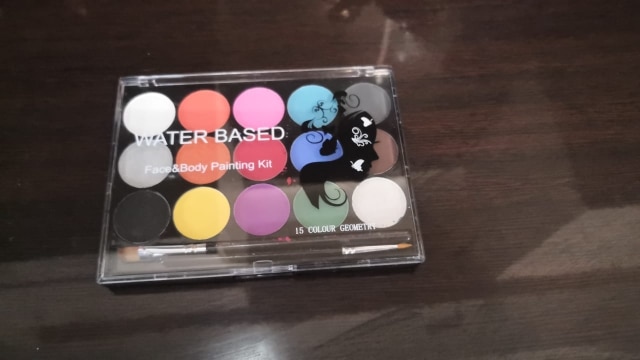 WATER BASED
Face&Body Painting Kit
15 COLOUR GEOMETRY